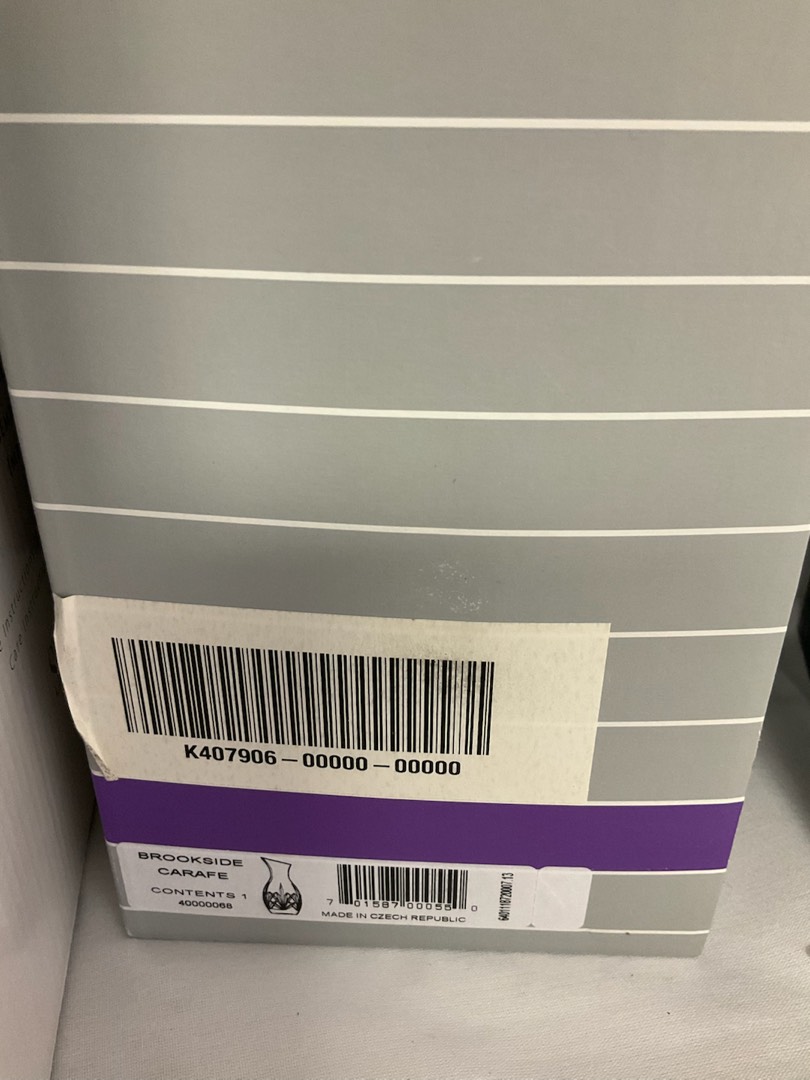 K407906-00000-00000
BROOKSIDE
CARAFE
CONTENTS 1
40000068
7 01587 00055 0
MADE IN CZECH REPUBLIC